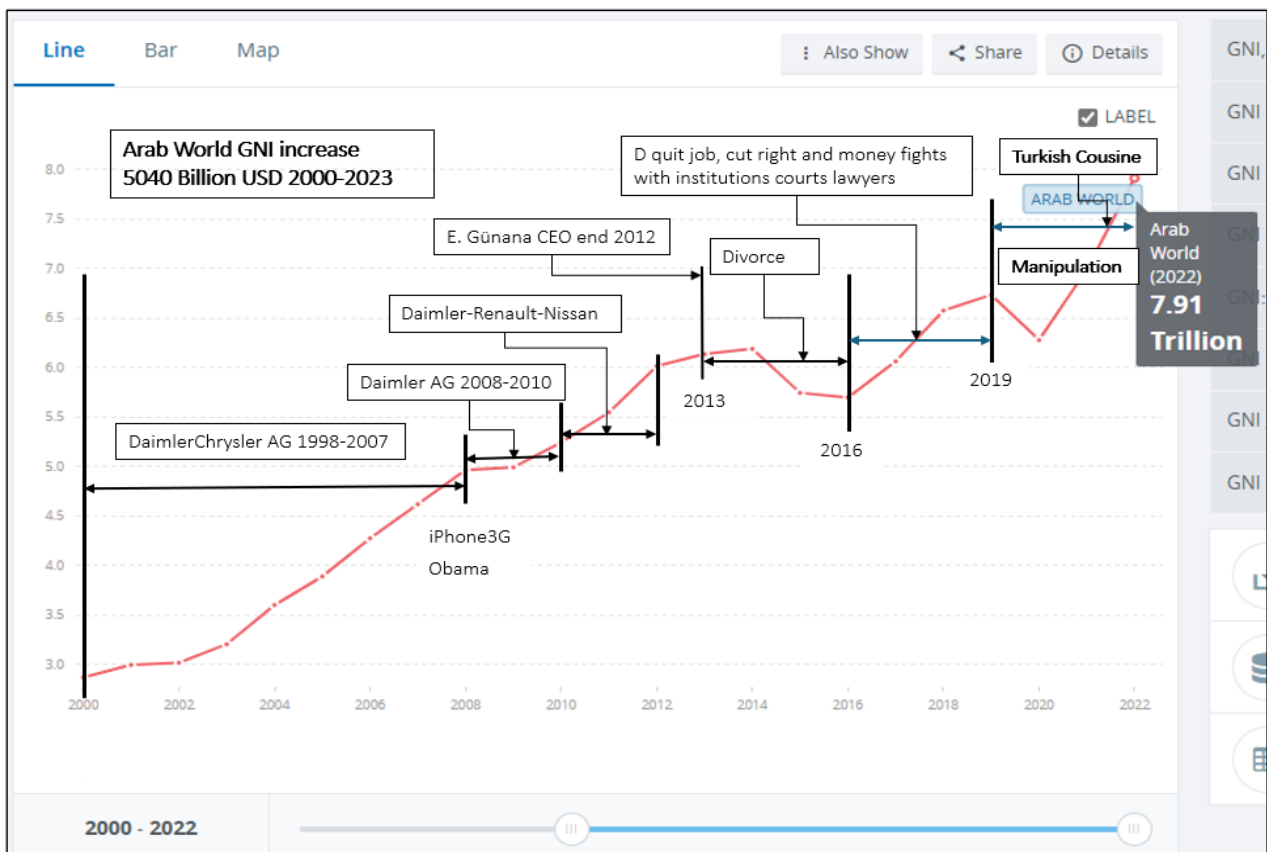 Line Bar Map
Also Show Share Details
LABEL
Arab World GNI increase
5040 Billion USD 2000-2023
D quit job, cut right and money fights
with institutions courts lawyers
Turkish Cousine
ARAB WORLD
E. Günana CEO end 2012
Divorce
Manipulation
Arab
World
(2022)
7.91
Trillion
Daimler-Renault-Nissan
Daimler AG 2008-2010
DaimlerChrysler AG 1998-2007
2013
2016
2019
iPhone3G
Obama
8.0
7.5
7.0
6.5
6.0
5.5
5.0
4.5
4.0
3.5
3.0
2000 2002 2004 2006 2008 2010 2012 2014 2016 2018 2020 2022
2000 - 2022
GNI,
GNI
GNI
GNI
GNI:
GNI
GNI
GNI